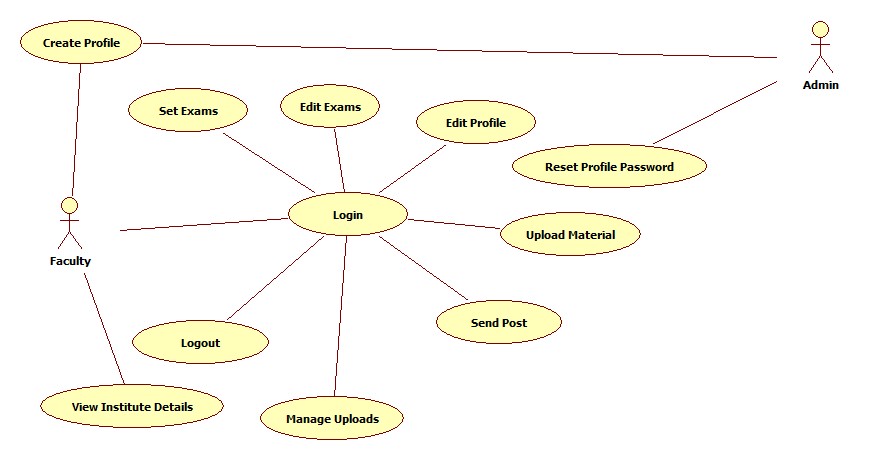 Create Profile
Admin
Set Exams
Edit Exams
Edit Profile
Reset Profile Password
Login
Upload Material
Faculty
Send Post
Logout
View Institute Details
Manage Uploads